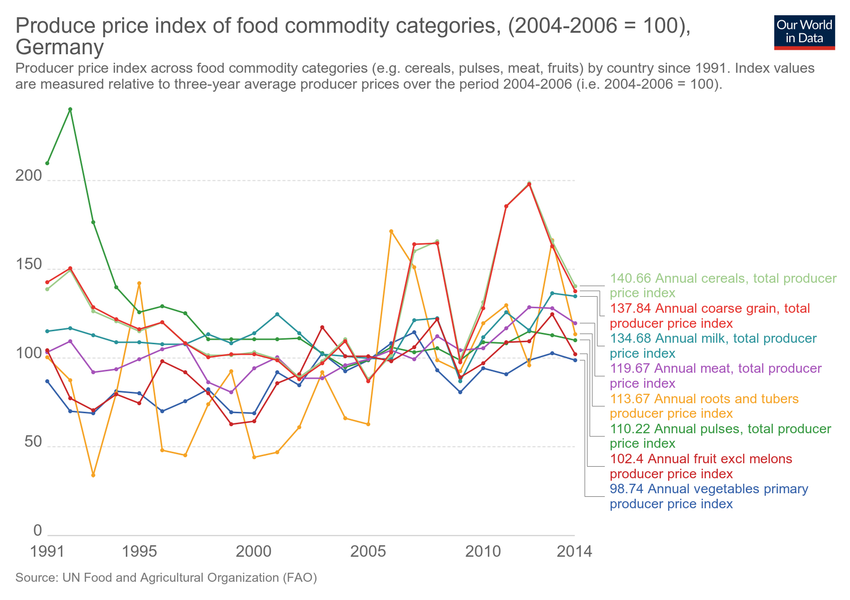 Produce price index of food commodity categories, (2004-2006 = 100),
Germany
Our World
in Data
Producer price index across food commodity categories (e.g. cereals, pulses, meat, fruits) by country since 1991. Index values
are measured relative to three-year average producer prices over the period 2004-2006 (i.e. 2004-2006 = 100).
200
150
100
50
0
1991
1995
2000
2005
2010
2014
140.66 Annual cereals, total producer
price index
137.84 Annual coarse grain, total
producer price index
134.68 Annual milk, total producer
price index
119.67 Annual meat, total producer
price index
113.67 Annual roots and tubers
producer price index
110.22 Annual pulses, total producer
price index
102.4 Annual fruit excl melons
producer price index
98.74 Annual vegetables primary
producer price index
Source: UN Food and Agricultural Organization (FAO)